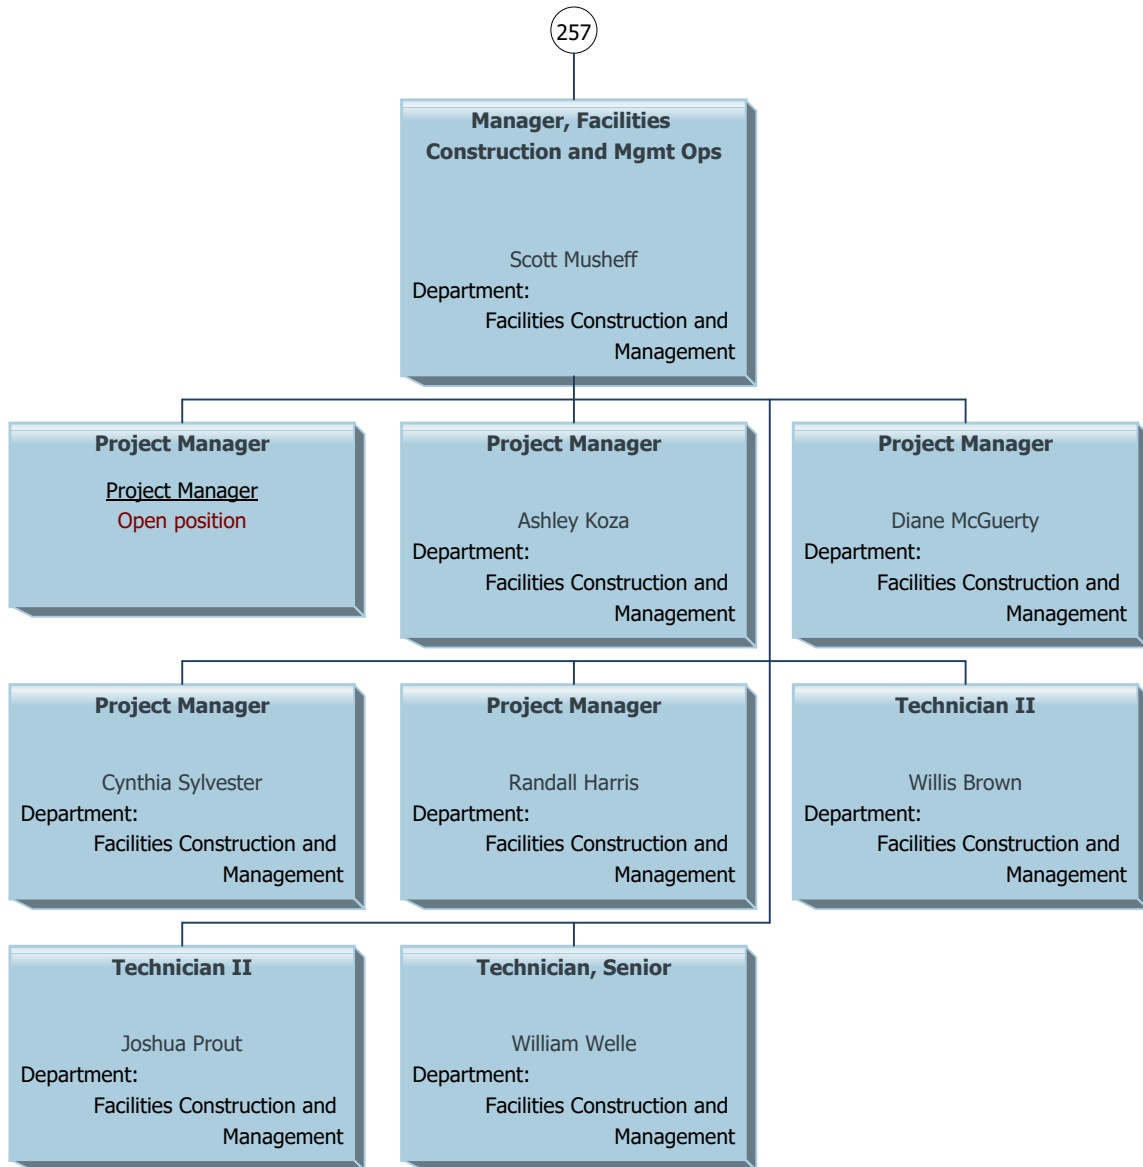 257
Manager, Facilities
Construction and Mgmt Ops
Scott Musheff
Department:
Facilities Construction and
Management
Project Manager
Project Manager
Open position
Project Manager
Ashley Koza
Department:
Facilities Construction and
Management
Project Manager
Diane McGuerty
Department:
Facilities Construction and
Management
Project Manager
Cynthia Sylvester
Department:
Facilities Construction and
Management
Project Manager
Randall Harris
Department:
Facilities Construction and
Management
Technician II
Willis Brown
Department:
Facilities Construction and
Management
Technician II
Joshua Prout
Department:
Facilities Construction and
Management
Technician, Senior
William Welle
Department:
Facilities Construction and
Management